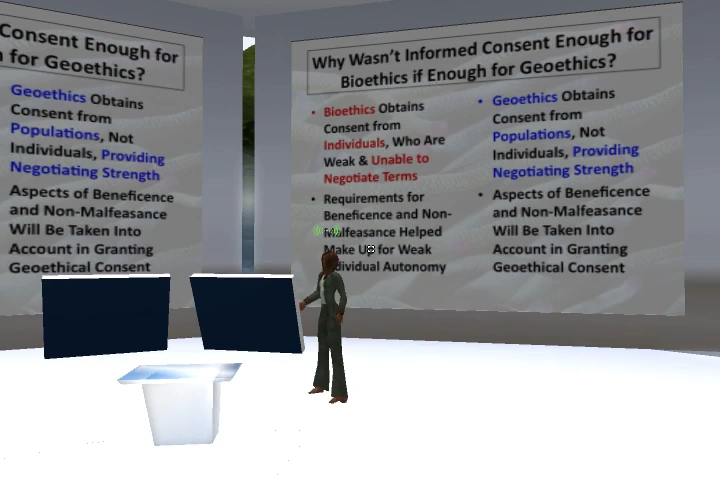 Consent Enough for
for Geoethics?
Geoethics Obtains
Consent from
Populations, Not
Individuals, Providing
Negotiating Strength
Aspects of Beneficence
and Non-Malfeasance
Will Be Taken Into
Account in Granting
Geoethical Consent
Why Wasn't Informed Consent Enough for
Bioethics if Enough for Geoethics?
• Bioethics Obtains
Consent from
Individuals, Who Are
Weak & Unable to
Negotiate Terms
• Requirements for
Beneficence and Non-
Malfeasance Helped
Make Up for Weak
Individual Autonomy
• Geoethics Obtains
Consent from
Populations, Not
Individuals, Providing
Negotiating Strength
• Aspects of Beneficence
and Non-Malfeasance
Will Be Taken Into
Account in Granting
Geoethical Consent